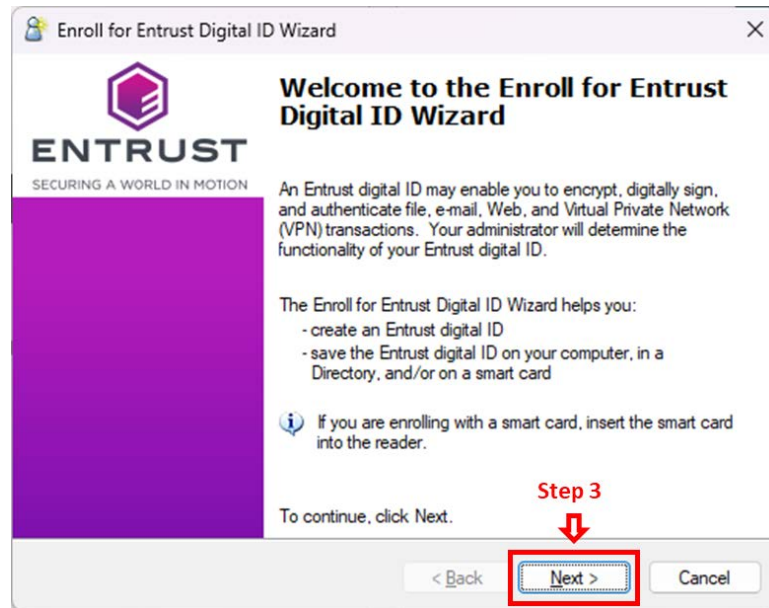 Enroll for Entrust Digital ID Wizard
ENTRUST
SECURING A WORLD IN MOTION
Welcome to the Enroll for Entrust
Digital ID Wizard
An Entrust digital ID may enable you to encrypt, digitally sign,
and authenticate file, e-mail, Web, and Virtual Private Network
(VPN) transactions. Your administrator will determine the
functionality of your Entrust digital ID.
The Enroll for Entrust Digital ID Wizard helps you:
- create an Entrust digital ID
- save the Entrust digital ID on your computer, in a
Directory, and/or on a smart card
If you are enrolling with a smart card, insert the smart card
into the reader.
Step 3
To continue, click Next.
< Back
Next >
Cancel